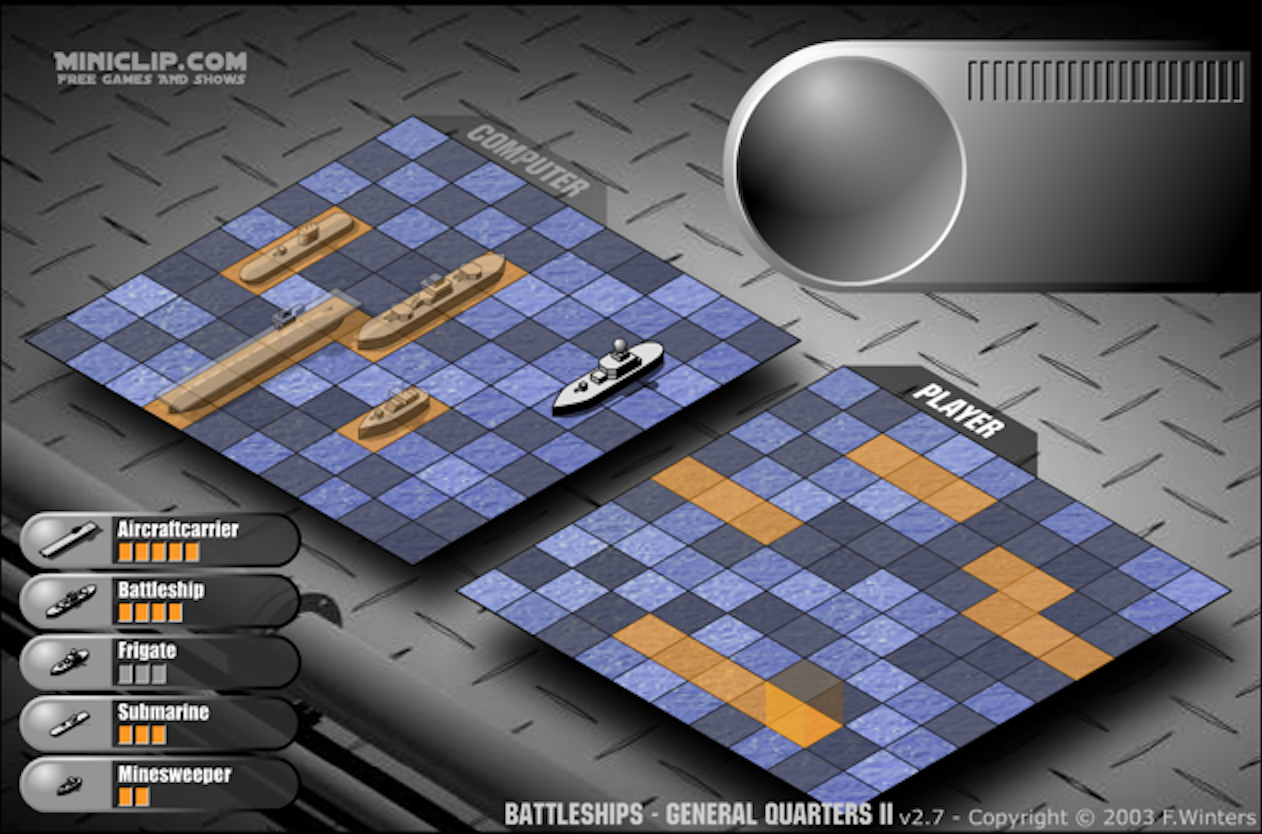 MINICLIP.COM
FREE GAMES AND SHOWS
COMPUTER
PLAYER
Aircraftcarrier
Battleship
Frigate
Submarine
Minesweeper
BATTLESHIPS - GENERAL QUARTERS II v2.7 - Copyright © 2003 F.Winters